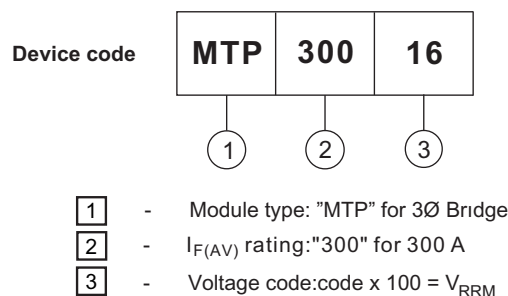 Device code MTP 300 16
1 2 3
1 - Module type: "MTP" for 3Ø Bridge
2 - IF(AV) rating:"300" for 300 A
3 - Voltage code:code x 100 = VRRM